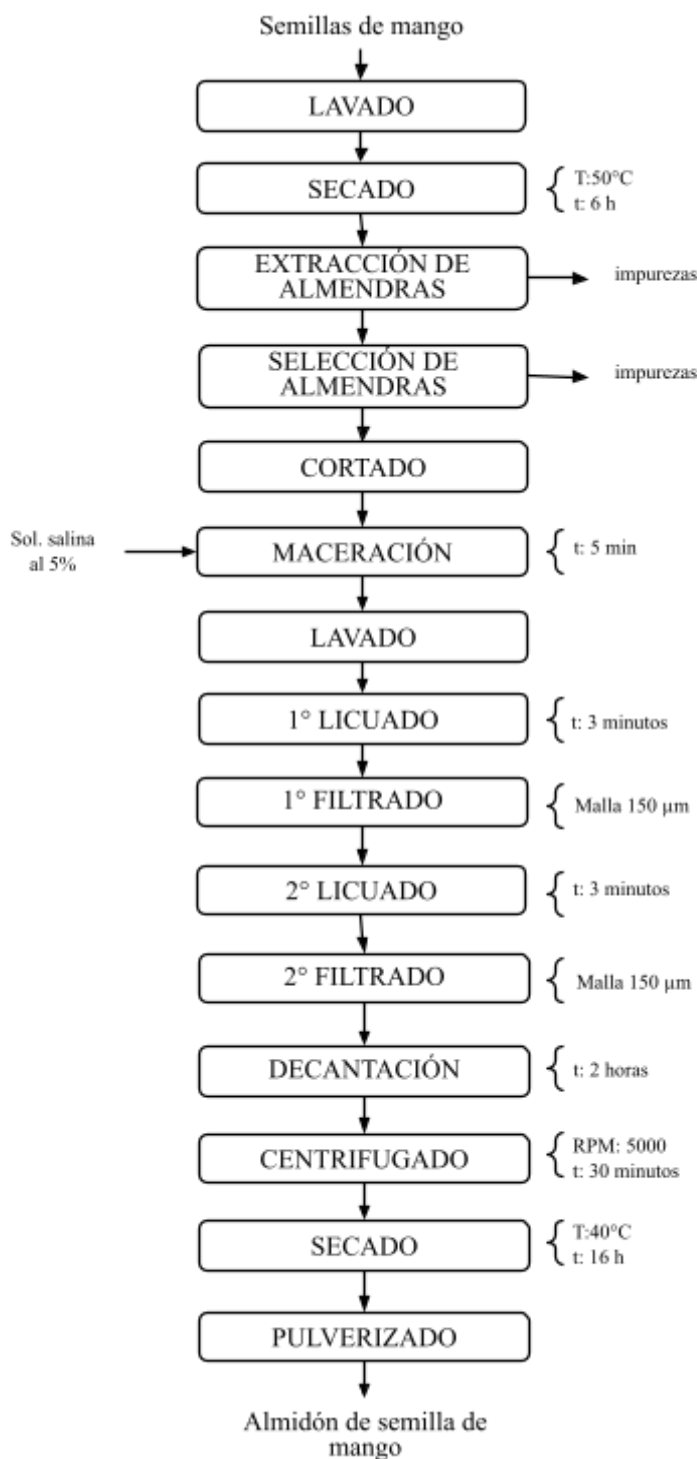 Semillas de mango
LAVADO
SECADO
T:50°C
t: 6 h
EXTRACCIÓN DE
ALMENDRAS
impurezas
SELECCIÓN DE
ALMENDRAS
impurezas
CORTADO
Sol. salina
al 5%
MACERACIÓN
t: 5 min
LAVADO
1° LICUADO
t: 3 minutos
1° FILTRADO
Malla 150 µm
2° LICUADO
t: 3 minutos
2° FILTRADO
Malla 150 µm
DECANTACIÓN
t: 2 horas
CENTRIFUGADO
RPM: 5000
t: 30 minutos
SECADO
T:40°C
t: 16 h
PULVERIZADO
Almidón de semilla de
mango